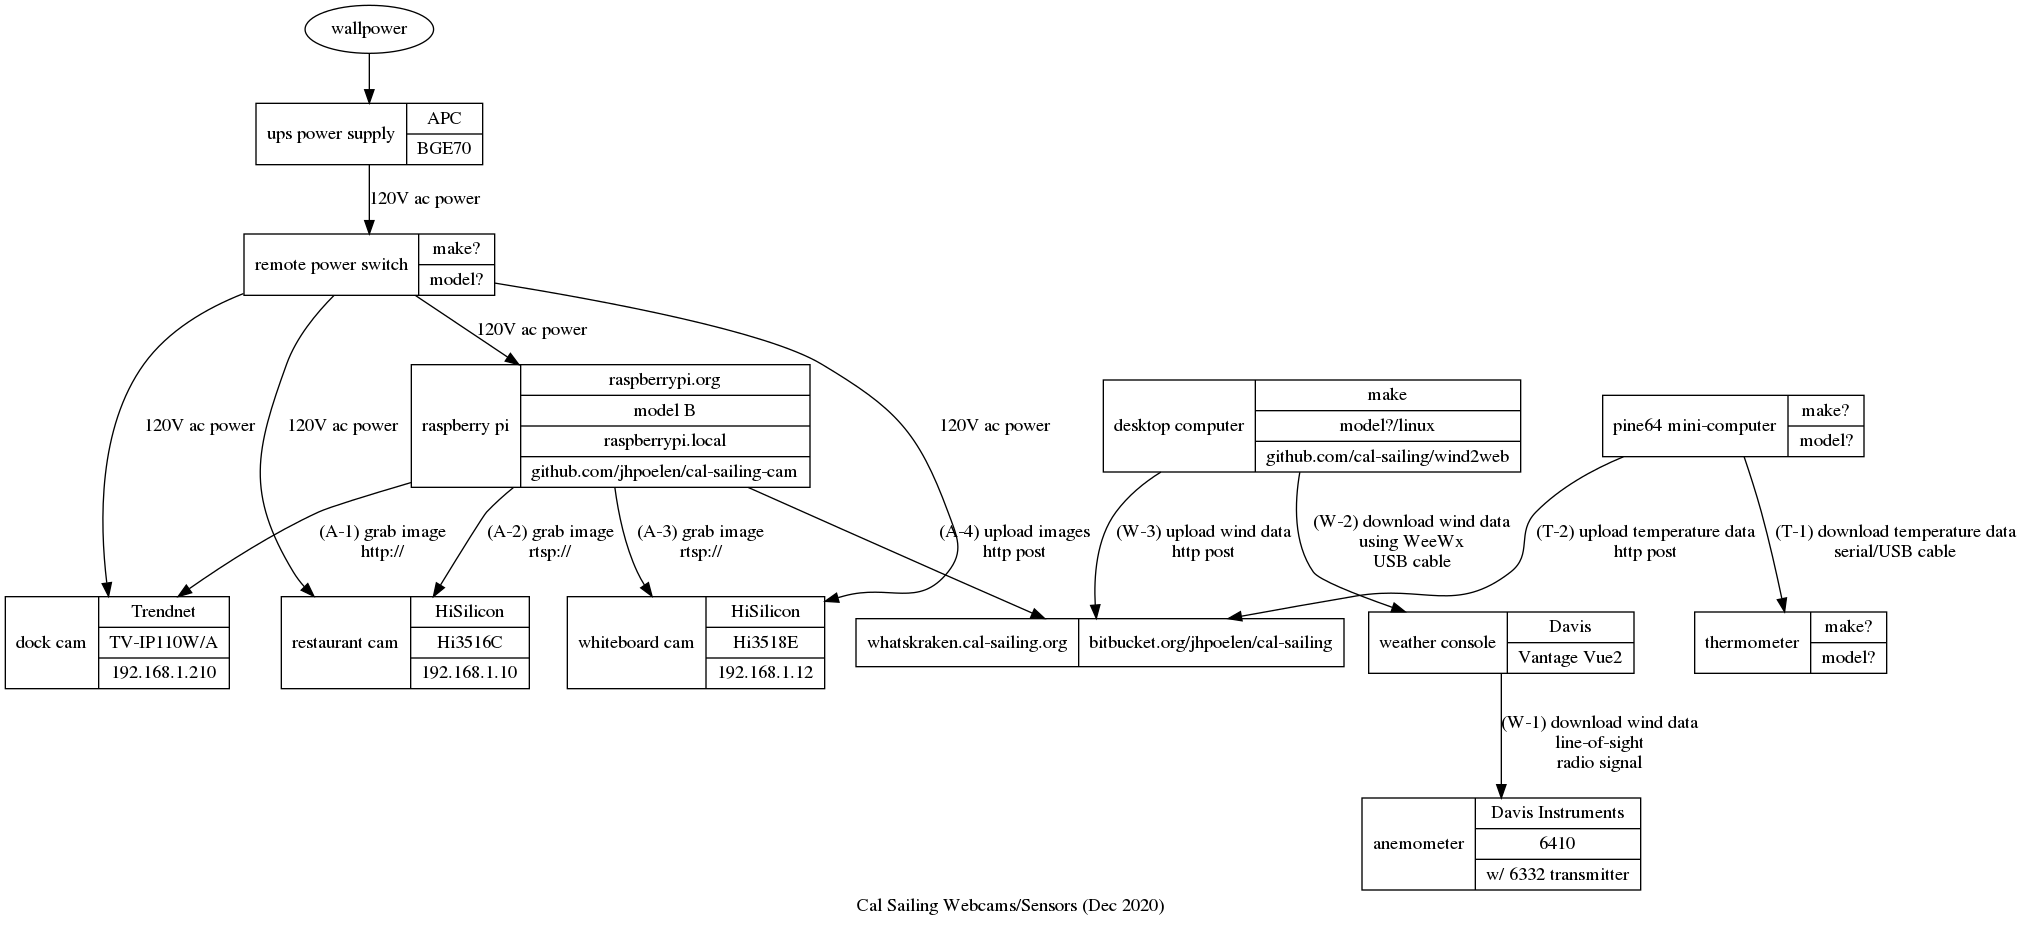 wallpower
ups power supply
APC
BGE70
120V ac power
remote power switch
make?
model?
120V ac power
raspberry pi
raspberrypi.org
model B
raspberrypi.local
github.com/jhpoelen/cal-sailing-cam
120V ac power
120V ac power
120V ac power
desktop computer
make
model?/linux
github.com/cal-sailing/wind2web
pine64 mini-computer
make?
model?
(A-1) grab image
http://
(A-2) grab image
rtsp://
(A-3) grab image
rtsp://
(A-4) upload images
http post
(W-3) upload wind data
http post
(W-2) download wind data
using WeeWx
USB cable
(T-2) upload temperature data
http post
(T-1) download temperature data
serial/USB cable
dock cam
Trendnet
TV-IP110W/A
192.168.1.210
restaurant cam
HiSilicon
Hi3516C
192.168.1.10
whiteboard cam
HiSilicon
Hi3518E
192.168.1.12
whatskraken.cal-sailing.org
bitbucket.org/jhpoelen/cal-sailing
weather console
Davis
Vantage Vue2
thermometer
make?
model?
(W-1) download wind data
line-of-sight
radio signal
anemometer
Davis Instruments
6410
w/ 6332 transmitter
Cal Sailing Webcams/Sensors (Dec 2020)